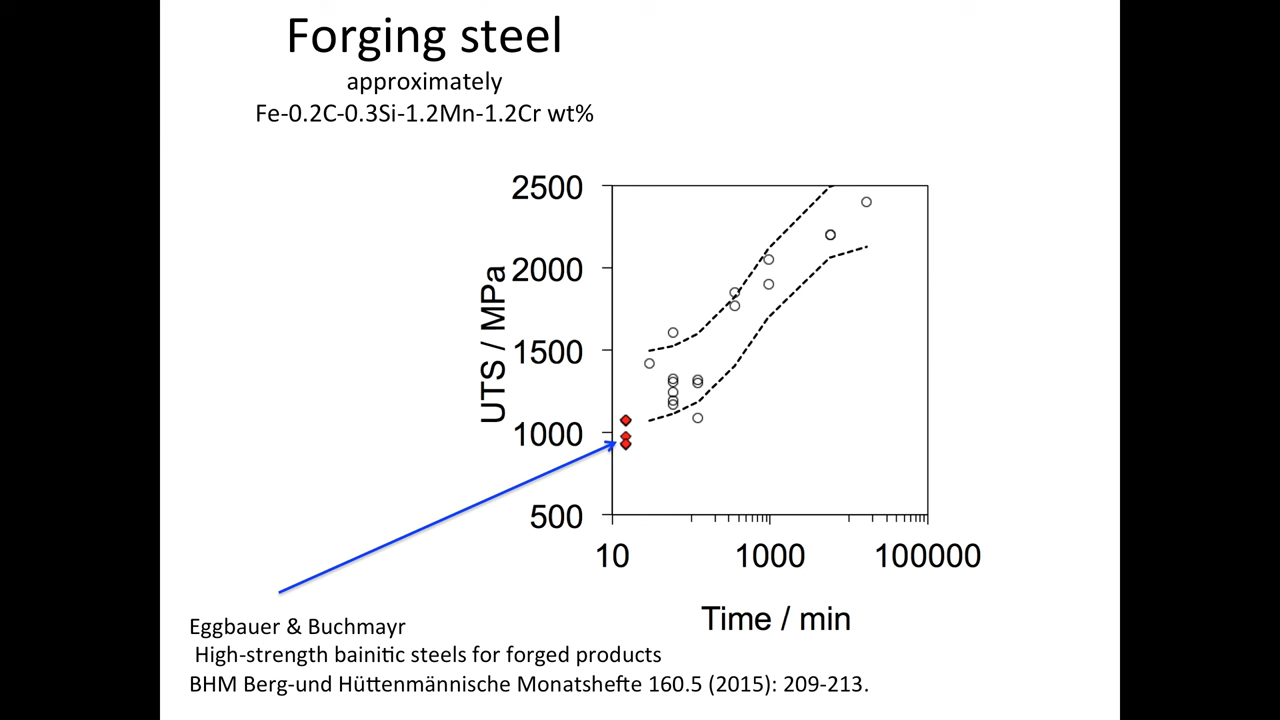 Forging steel
approximately
Fe-0.2C-0.3Si-1.2Mn-1.2Cr wt%
2500
2000
1500
1000
500
UTS / MPa
10 1000 100000
Time / min
Eggbauer & Buchmayr
High-strength bainitic steels for forged products
BHM Berg-und Hüttenmännische Monatshefte 160.5 (2015): 209-213.